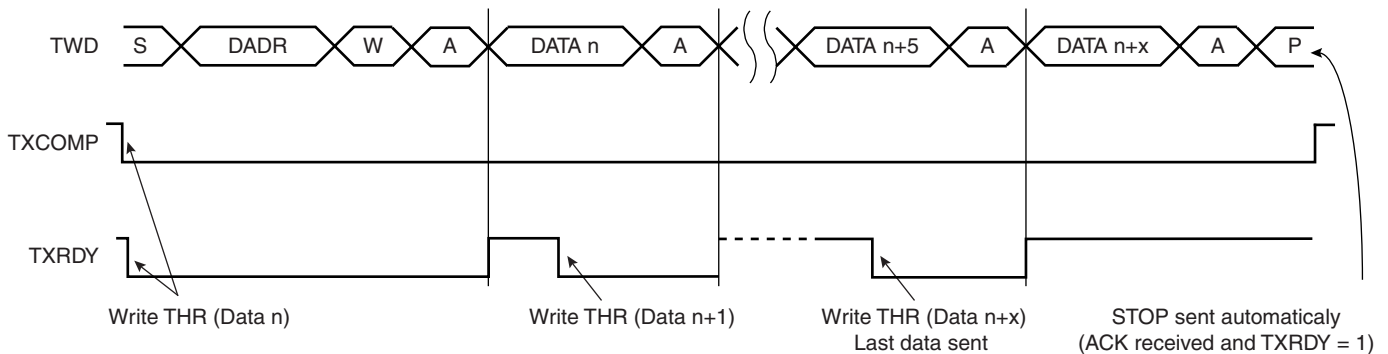 TWD S DADR W A DATA n A DATA n+5 A DATA n+x A P
TXCOMP
TXRDY
Write THR (Data n)
Write THR (Data n+1)
Write THR (Data n+x)
Last data sent
STOP sent automaticaly
(ACK received and TXRDY = 1)